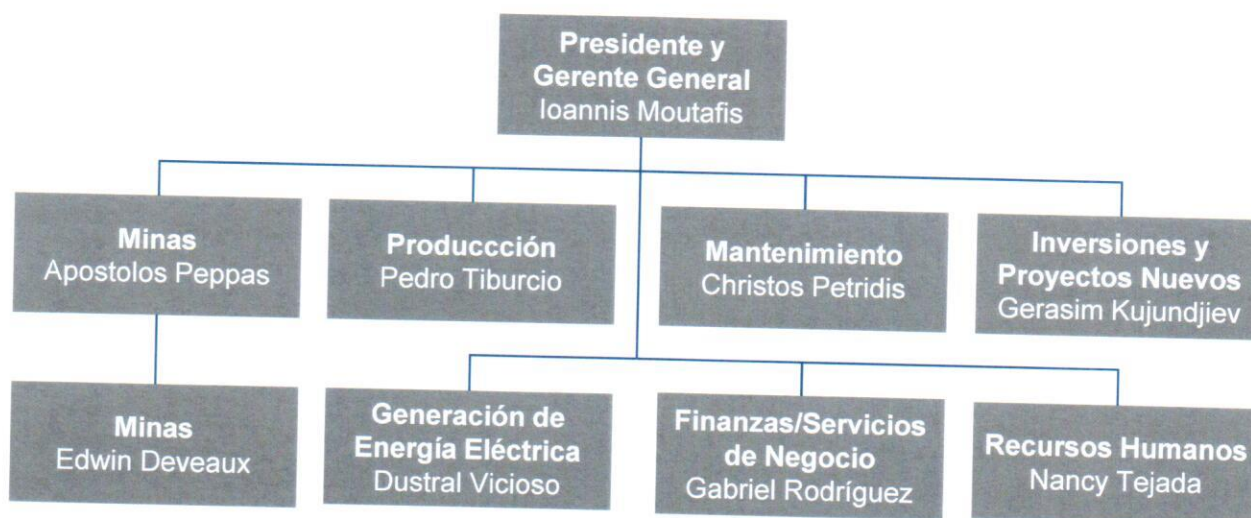 Presidente y
Gerente General
Ioannis Moutafis
Minas
Apostolos Peppas
Produccción
Pedro Tiburcio
Mantenimiento
Christos Petridis
Inversiones y
Proyectos Nuevos
Gerasim Kujundjiev
Minas
Edwin Deveaux
Generación de
Energía Eléctrica
Dustral Vicioso
Finanzas/Servicios
de Negocio
Gabriel Rodríguez
Recursos Humanos
Nancy Tejada